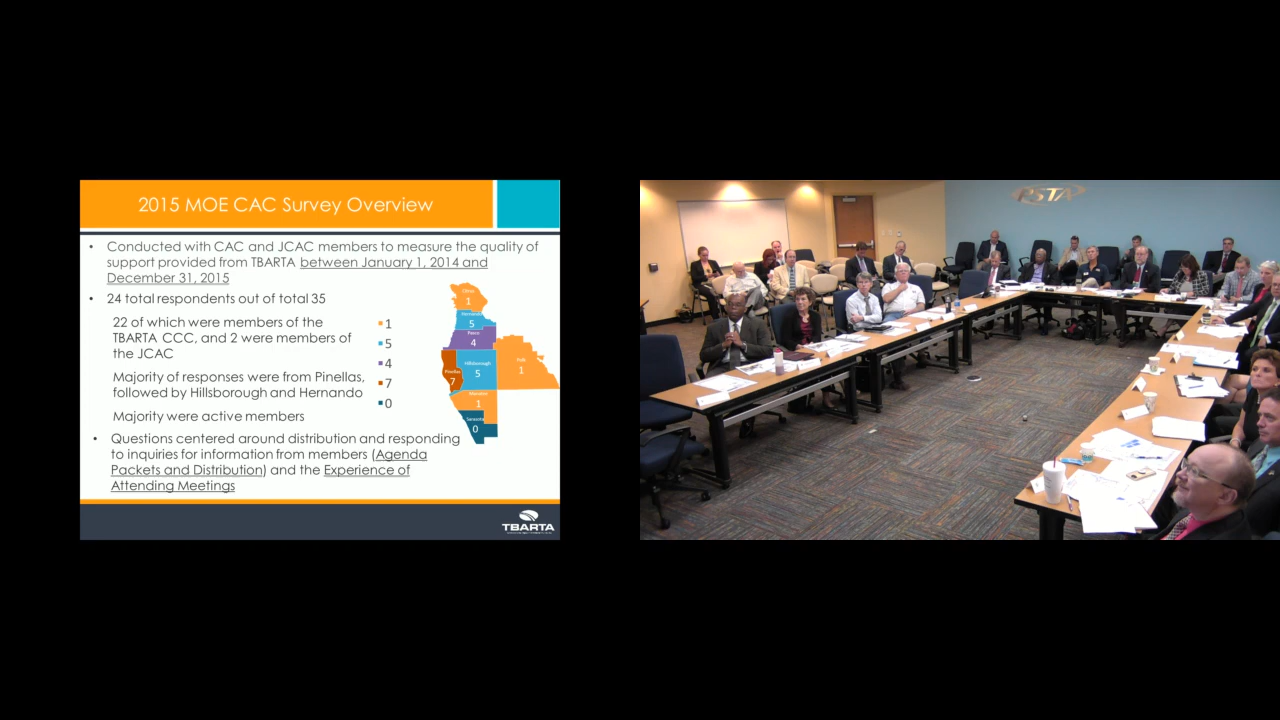 2015 MOE CAC Survey Overview
• Conducted with CAC and JCAC members to measure the quality of
support provided from TBARTA between January 1, 2014 and
December 31, 2015
• 24 total respondents out of total 35
22 of which were members of the
TBARTA CCC, and 2 were members of
the JCAC
Majority of responses were from Pinellas,
followed by Hillsborough and Hernando
Majority were active members
• Questions centered around distribution and responding
to inquiries for information from members (Agenda
Packets and Distribution) and the Experience of
Attending Meetings
1
5
4
7
0
Citrus
1
Hernando
5
Pasco
4
Pinellas
7
Hillsborough
5
Polk
1
Manatee
1
Sarasota
0
TBARTA
PSTA